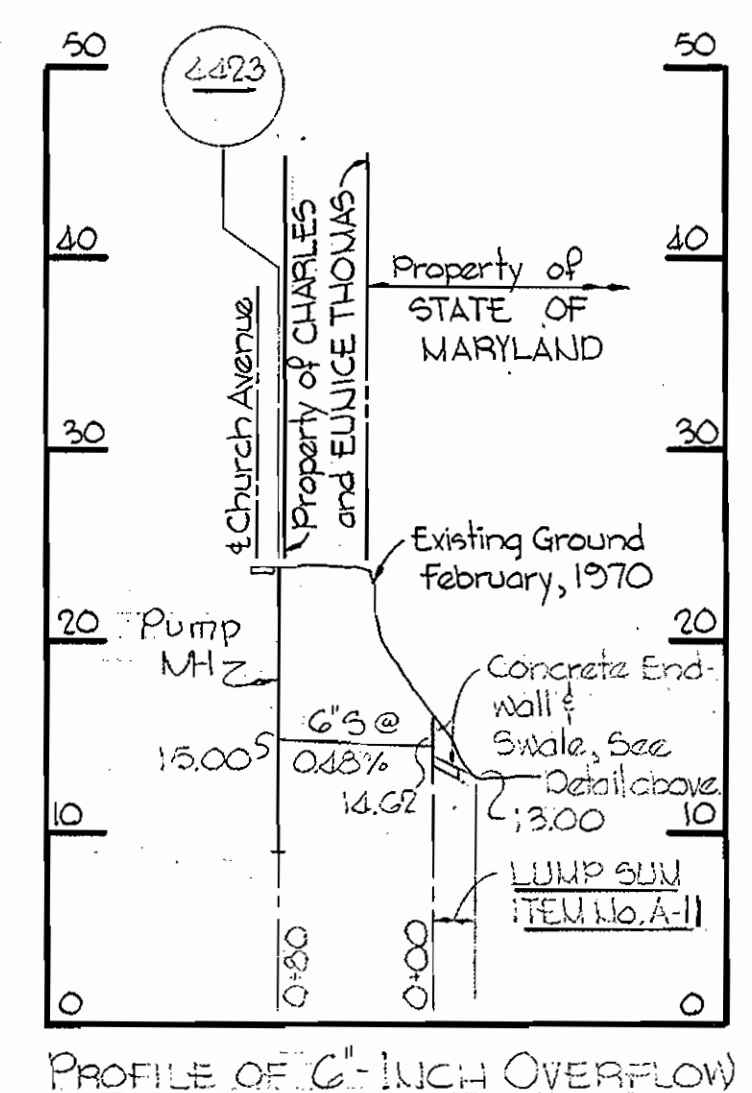 50
50
4423
40
40
Property of CHARLES
and EUNICE THOMAS
℄ Church Avenue
Property of
STATE OF
MARYLAND
30
30
Existing Ground
February, 1970
20
20
Pump
MH
6"S @
0.48%
15.00
14.62
Concrete End-
wall &
Swale, See
Detail above.
13.00
10
10
LUMP SUM
ITEM No. A-11
0+80
0+00
0
0
PROFILE OF 6"-INCH OVERFLOW